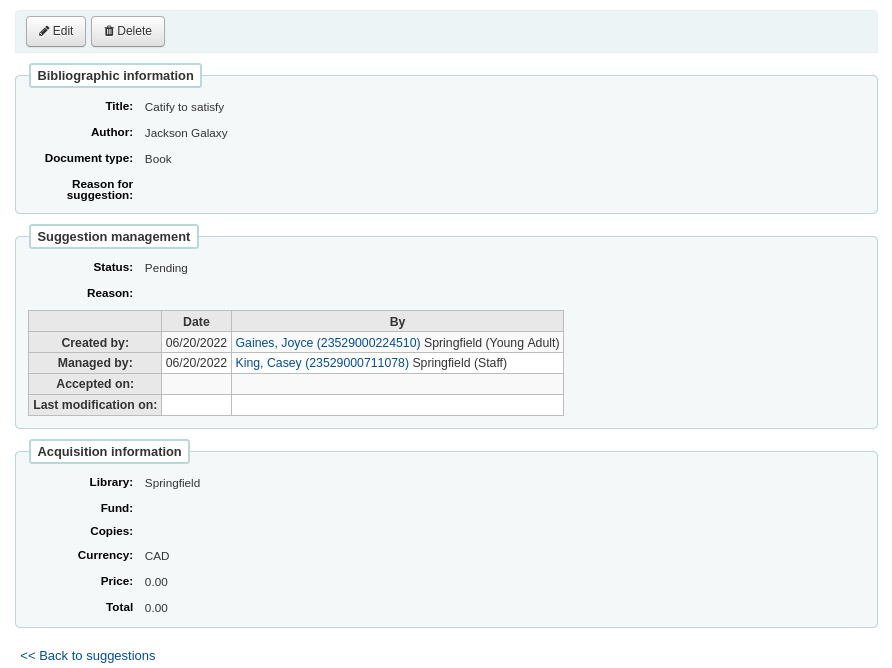 Edit Delete
Bibliographic information
Title: Catify to satisfy
Author: Jackson Galaxy
Document type: Book
Reason for
suggestion:
Suggestion management
Status: Pending
Reason:
Date By
Created by: 06/20/2022 Gaines, Joyce (23529000224510) Springfield (Young Adult)
Managed by: 06/20/2022 King, Casey (23529000711078) Springfield (Staff)
Accepted on:
Last modification on:
Acquisition information
Library: Springfield
Fund:
Copies:
Currency: CAD
Price: 0.00
Total 0.00
<< Back to suggestions